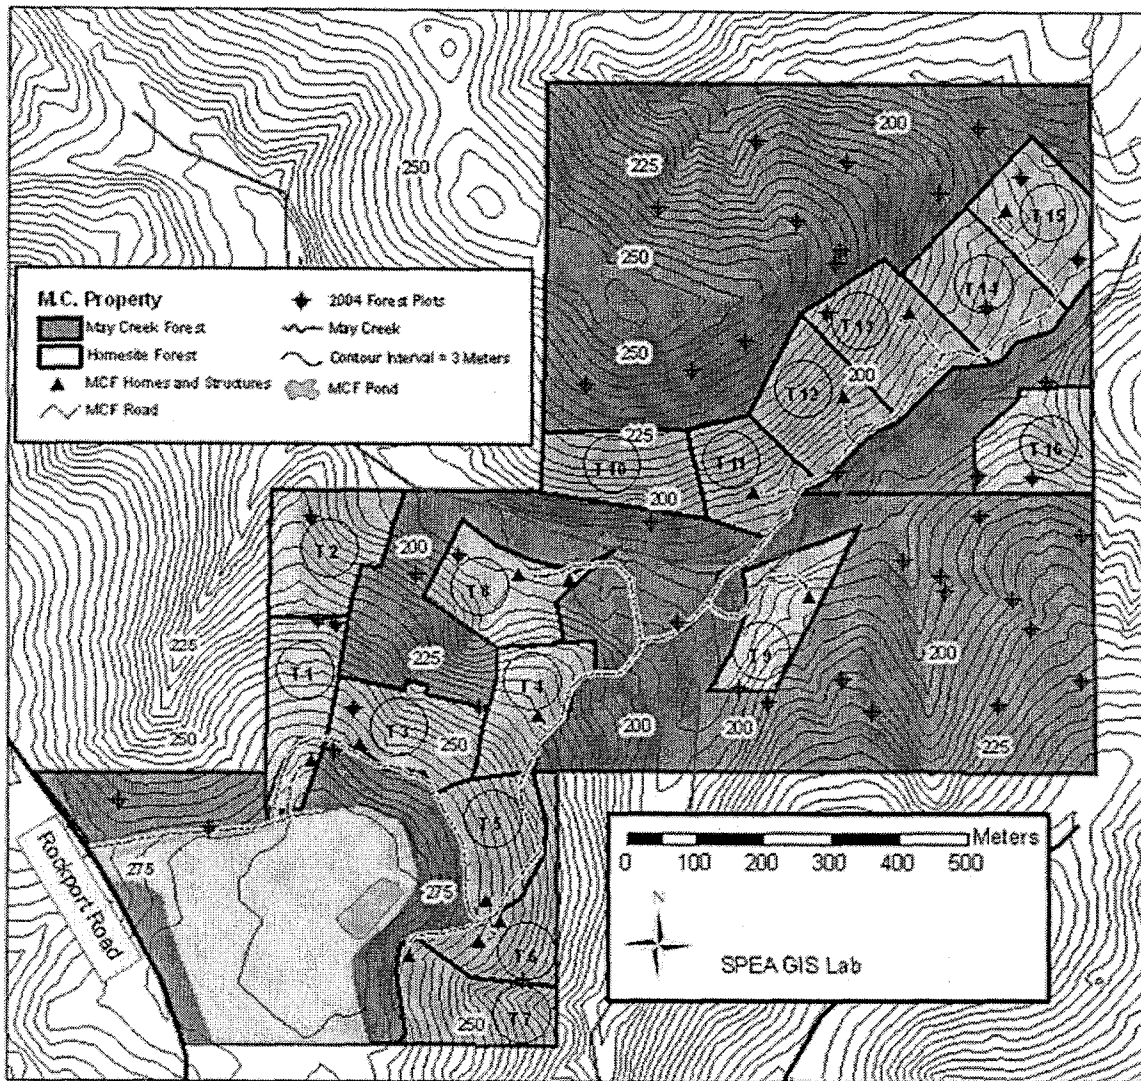 200
225
250
250
250
T 15
T 14
T 13
T 12
200
225
T 10
T 11
T 16
200
M.C. Property
May Creek Forest
Homesite Forest
MCF Homes and Structures
MCF Road
2004 Forest Plots
May Creek
Contour Interval = 3 Meters
MCF Pond
T 2
200
T 8
225
225
T 1
T 4
T 9
200
T 3
250
250
200
200
225
T 5
275
275
Rockport Road
T 6
250
T 7
Meters
0 100 200 300 400 500
N
SPEA GIS Lab